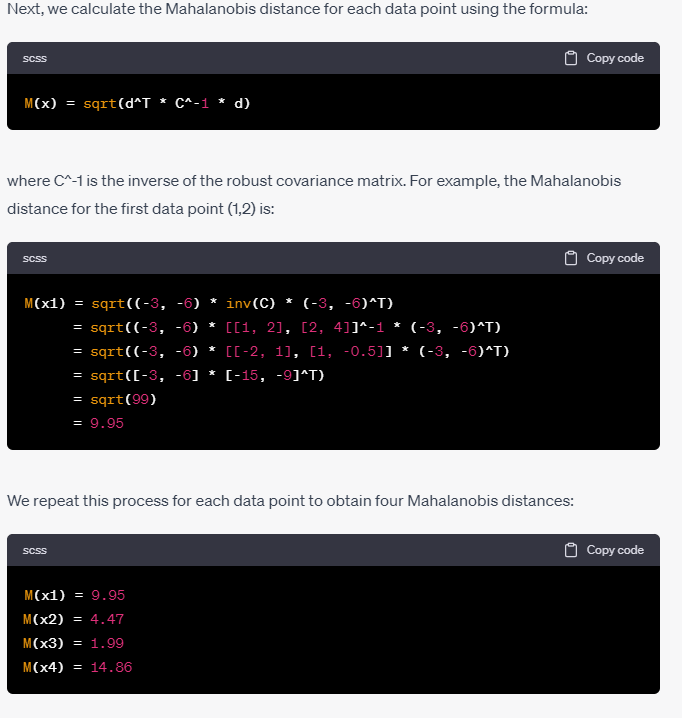 Next, we calculate the Mahalanobis distance for each data point using the formula:
scss Copy code
M(x) = sqrt(d^T * C^-1 * d)
where C^-1 is the inverse of the robust covariance matrix. For example, the Mahalanobis
distance for the first data point (1,2) is:
scss Copy code
M(x1) = sqrt((-3, -6) * inv(C) * (-3, -6)^T)
= sqrt((-3, -6) * [[1, 2], [2, 4]]^-1 * (-3, -6)^T)
= sqrt((-3, -6) * [[-2, 1], [1, -0.5]] * (-3, -6)^T)
= sqrt([-3, -6] * [-15, -9]^T)
= sqrt(99)
= 9.95
We repeat this process for each data point to obtain four Mahalanobis distances:
scss Copy code
M(x1) = 9.95
M(x2) = 4.47
M(x3) = 1.99
M(x4) = 14.86